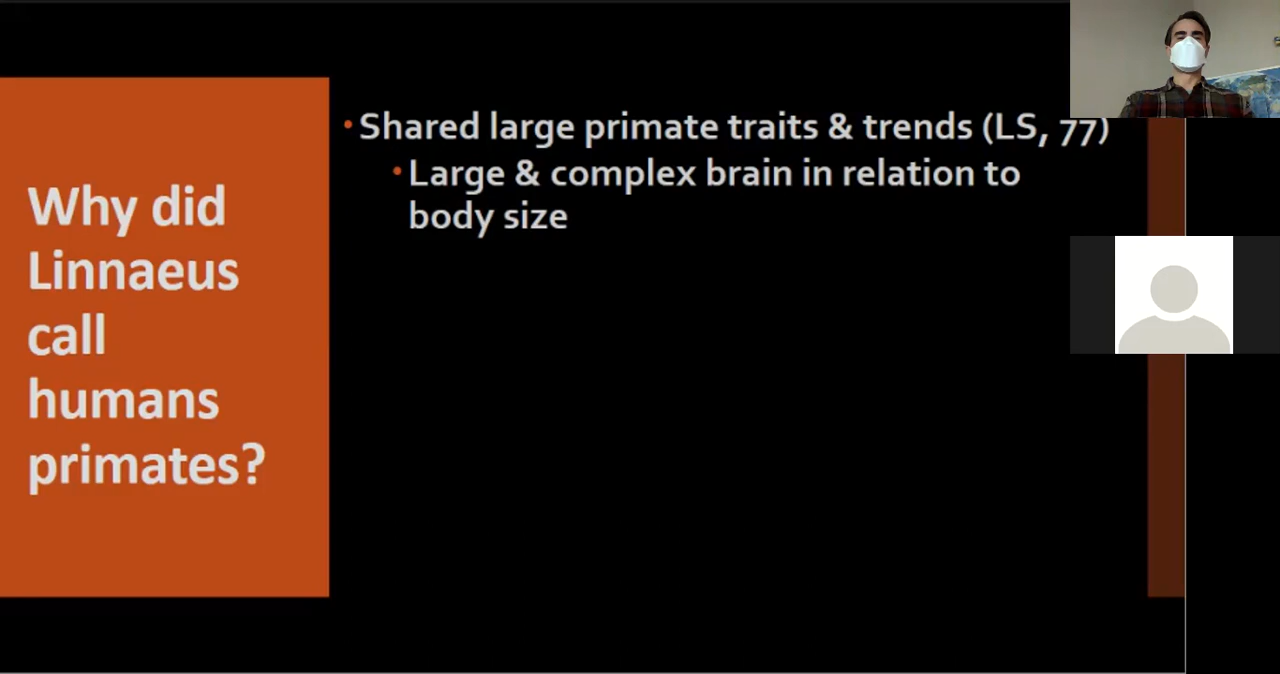 Why did
Linnaeus
call
humans
primates?
•Shared large primate traits & trends (LS, 77)
•Large & complex brain in relation to
body size